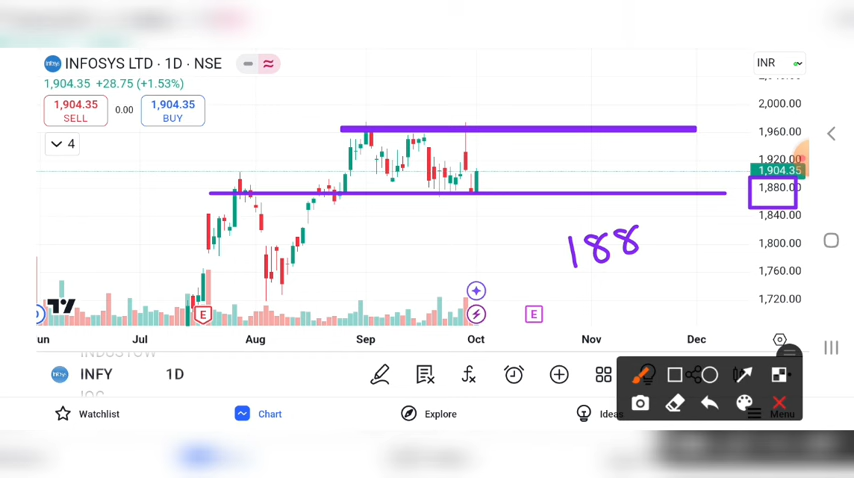 INFOSYS LTD · 1D · NSE
INR
1,904.35 +28.75 (+1.53%)
1,904.35
SELL
0.00
1,904.35
BUY
4
2,000.00
1,960.00
1,920.00
1,904.35
1,880.00
1,840.00
1,800.00
1,760.00
1,720.00
188
E
E
Jul
Aug
Sep
Oct
Nov
Dec
INFY
1D
Watchlist
Chart
Explore
Ideas
Menu